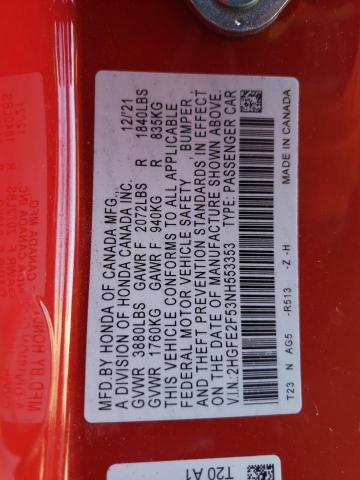 MFD.BY HONDA OF CANADA MFG., 12/21
A DIVISION OF HONDA CANADA INC.
GVWR 3880LBS GAWR F 2072LBS R 1840LBS
GVWR 1760KG GAWR F 940KG R 835KG
THIS VEHICLE CONFORMS TO ALL APPLICABLE
FEDERAL MOTOR VEHICLE SAFETY, BUMPER
AND THEFT PREVENTION STANDARDS IN EFFECT
ON THE DATE OF MANUFACTURE SHOWN ABOVE.
V.I.N.:2HGFE2F53NH553353 TYPE: PASSENGER CAR
T23 N AG5 -R513 -Z -H MADE IN CANADA
T20 A1